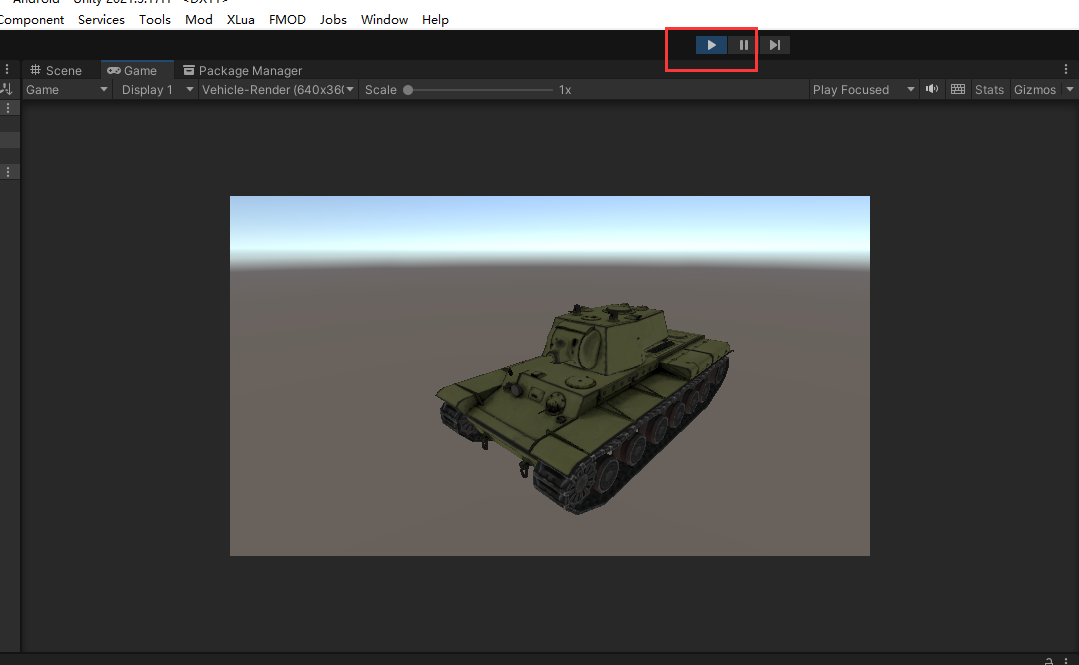 Component Services Tools Mod XLua FMOD Jobs Window Help
Scene Game Package Manager
Game Display 1 Vehicle-Render (640x36( Scale 1x Play Focused Stats Gizmos